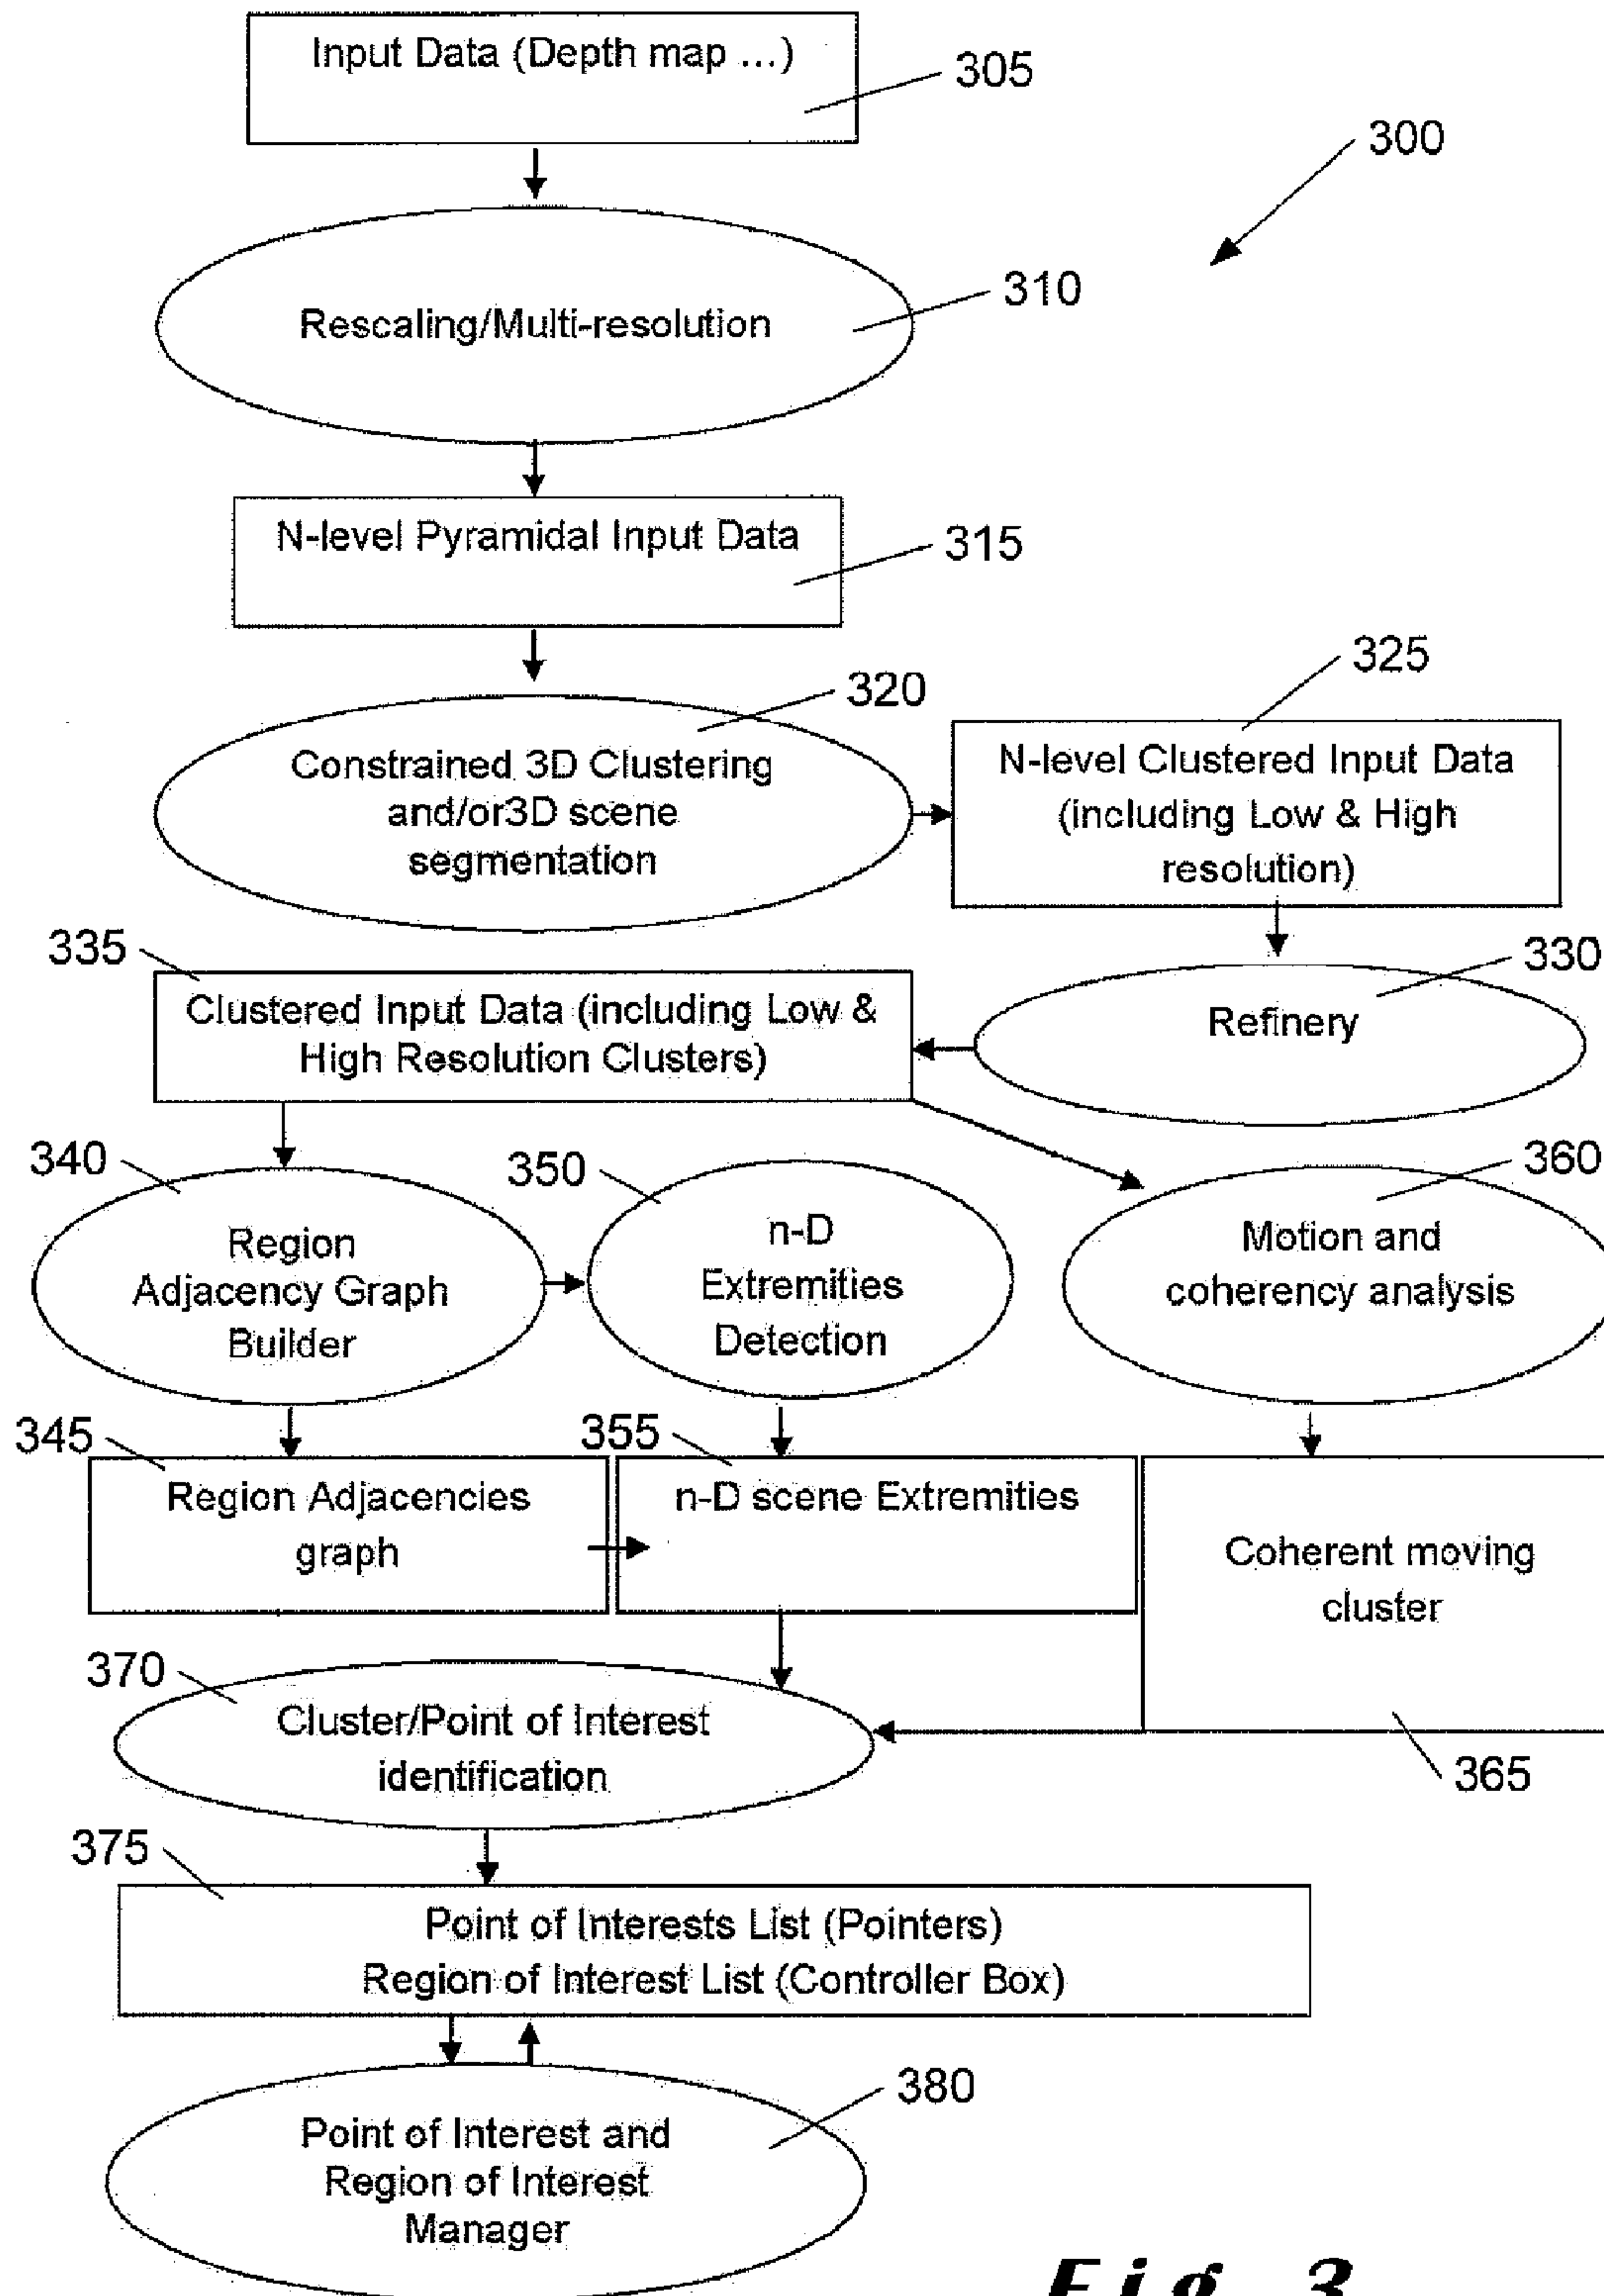 Input Data (Depth map ...)
305
300
310
Rescaling/Multi-resolution
N-level Pyramidal Input Data
315
325
320
Constrained 3D Clustering
and/or3D scene
segmentation
N-level Clustered Input Data
(including Low & High
resolution)
335
330
Clustered Input Data (including Low &
High Resolution Clusters)
Refinery
340
350
360
Region
Adjacency Graph
Builder
n-D
Extremities
Detection
Motion and
coherency analysis
345
355
Region Adjacencies
graph
n-D scene Extremities
Coherent moving
cluster
370
Cluster/Point of Interest
identification
365
375
Point of Interests List (Pointers)
Region of Interest List (Controller Box)
380
Point of Interest and
Region of Interest
Manager
Fig. 3